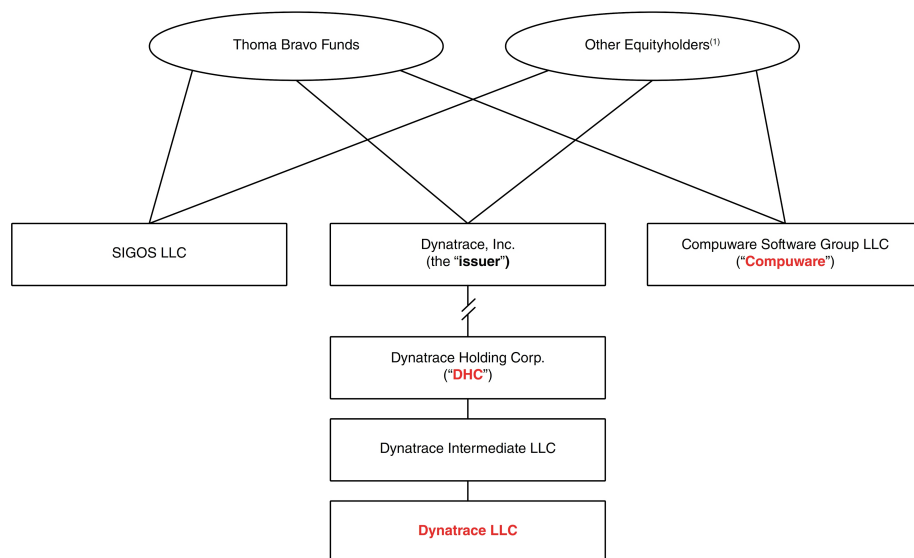 Thoma Bravo Funds
Other Equityholders(1)
SIGOS LLC
Dynatrace, Inc.
(the “issuer”)
Compuware Software Group LLC
(“Compuware”)
Dynatrace Holding Corp.
(“DHC”)
Dynatrace Intermediate LLC
Dynatrace LLC